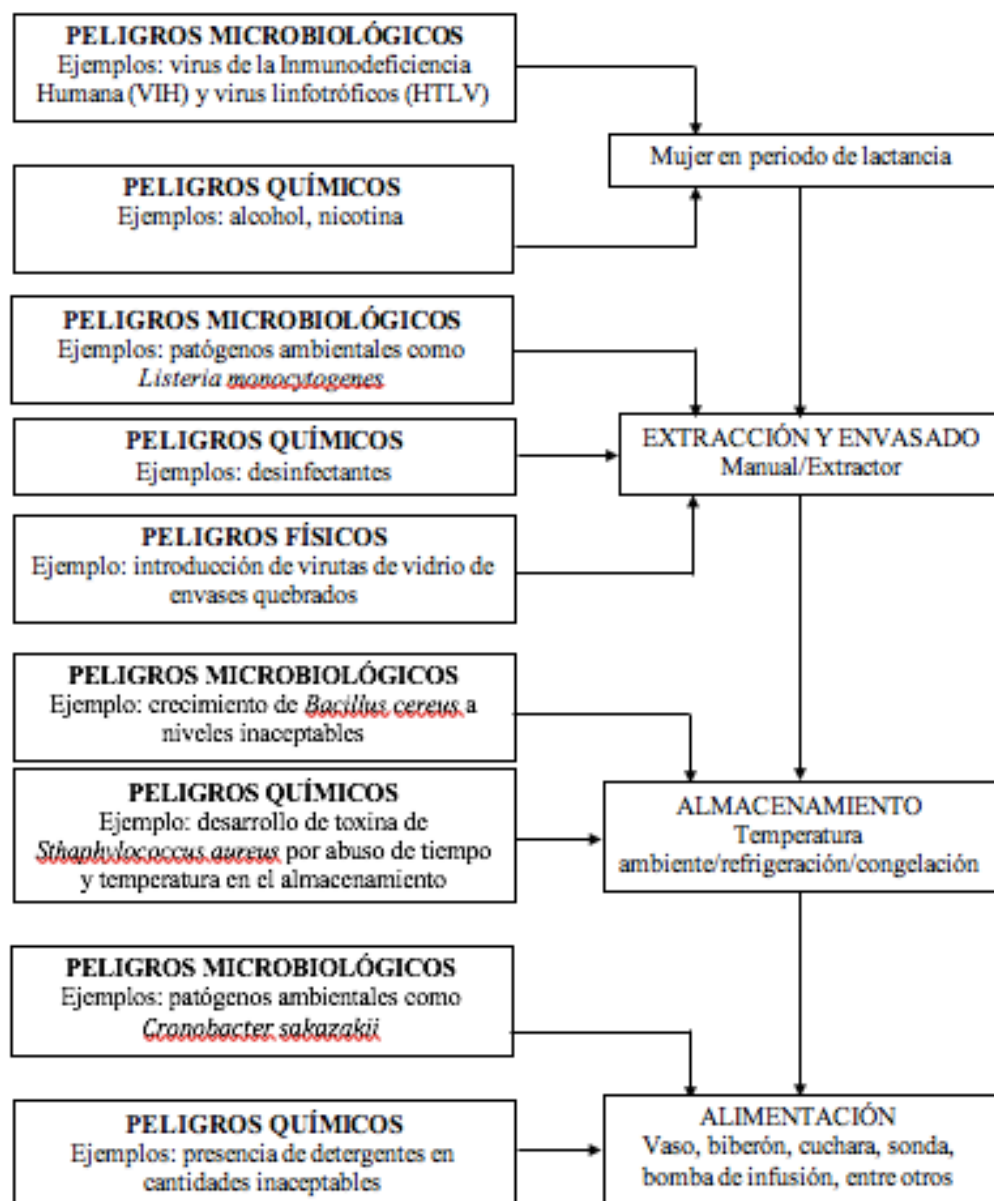 PELIGROS MICROBIOLÓGICOS
Ejemplos: virus de la Inmunodeficiencia
Humana (VIH) y virus linfotróficos (HTLV)
Mujer en periodo de lactancia
PELIGROS QUÍMICOS
Ejemplos: alcohol, nicotina
PELIGROS MICROBIOLÓGICOS
Ejemplos: patógenos ambientales como
Listeria monocytogenes
PELIGROS QUÍMICOS
Ejemplos: desinfectantes
EXTRACCIÓN Y ENVASADO
Manual/Extractor
PELIGROS FÍSICOS
Ejemplo: introducción de virutas de vidrio de
envases quebrados
PELIGROS MICROBIOLÓGICOS
Ejemplo: crecimiento de Bacillus cereus a
niveles inaceptables
PELIGROS QUÍMICOS
Ejemplo: desarrollo de toxina de
Sthaphylococcus aureus por abuso de tiempo
y temperatura en el almacenamiento
ALMACENAMIENTO
Temperatura
ambiente/refrigeración/congelación
PELIGROS MICROBIOLÓGICOS
Ejemplos: patógenos ambientales como
Cronobacter sakazakii
PELIGROS QUÍMICOS
Ejemplos: presencia de detergentes en
cantidades inaceptables
ALIMENTACIÓN
Vaso, biberón, cuchara, sonda,
bomba de infusión, entre otros